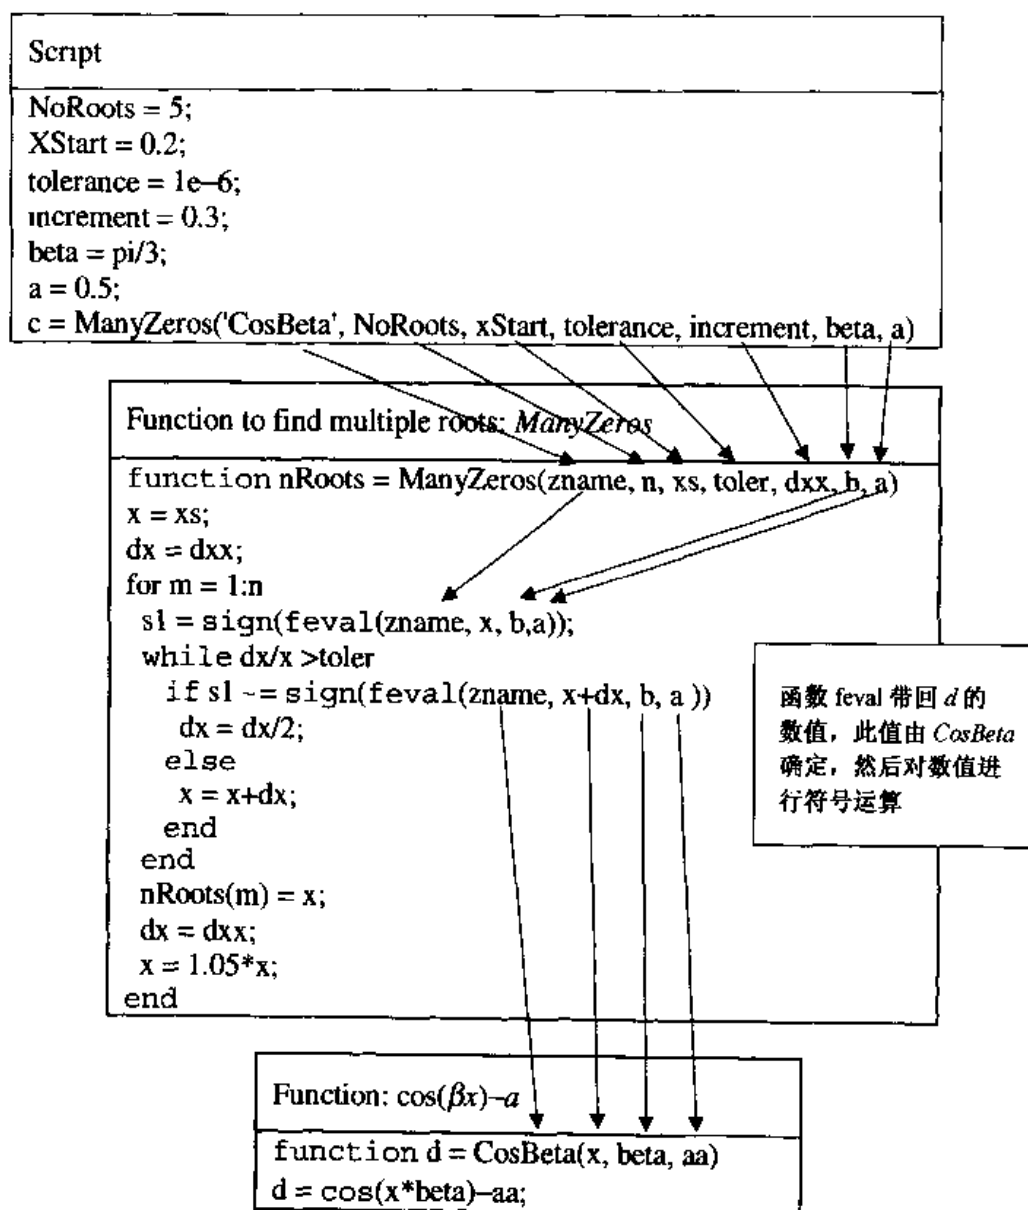 Script
NoRoots = 5;
XStart = 0.2;
tolerance = 1e–6;
increment = 0.3;
beta = pi/3;
a = 0.5;
c = ManyZeros('CosBeta', NoRoots, xStart, tolerance, increment, beta, a)
Function to find multiple roots: ManyZeros
function nRoots = ManyZeros(zname, n, xs, toler, dxx, b, a)
x = xs;
dx = dxx;
for m = 1:n
s1 = sign(feval(zname, x, b,a));
while dx/x >toler
if s1 ~= sign(feval(zname, x+dx, b, a ))
dx = dx/2;
else
x = x+dx;
end
end
nRoots(m) = x;
dx = dxx;
x = 1.05*x;
end
函数 feval 带回 d 的
数值，此值由 CosBeta
确定，然后对数值进
行符号运算
Function: cos(βx)–a
function d = CosBeta(x, beta, aa)
d = cos(x*beta)–aa;